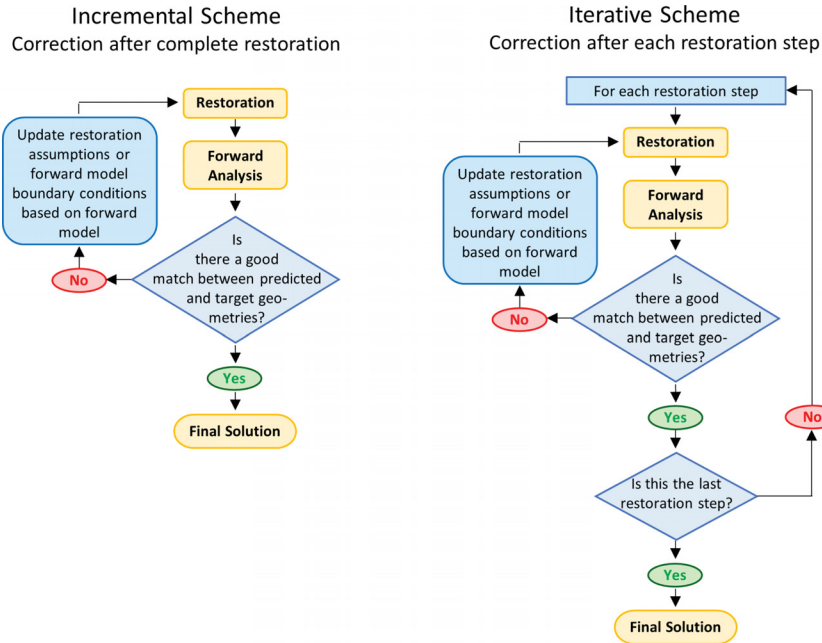 Incremental Scheme
Correction after complete restoration
Restoration
Update restoration
assumptions or
forward model
boundary conditions
based on forward
model
Forward
Analysis
Is
there a good
match between predicted
and target geo-
metries?
No
Yes
Final Solution
Iterative Scheme
Correction after each restoration step
For each restoration step
Restoration
Update restoration
assumptions or
forward model
boundary conditions
based on forward
model
Forward
Analysis
Is
there a good
match between predicted
and target geo-
metries?
No
Yes
No
Is this the last
restoration step?
Yes
Final Solution